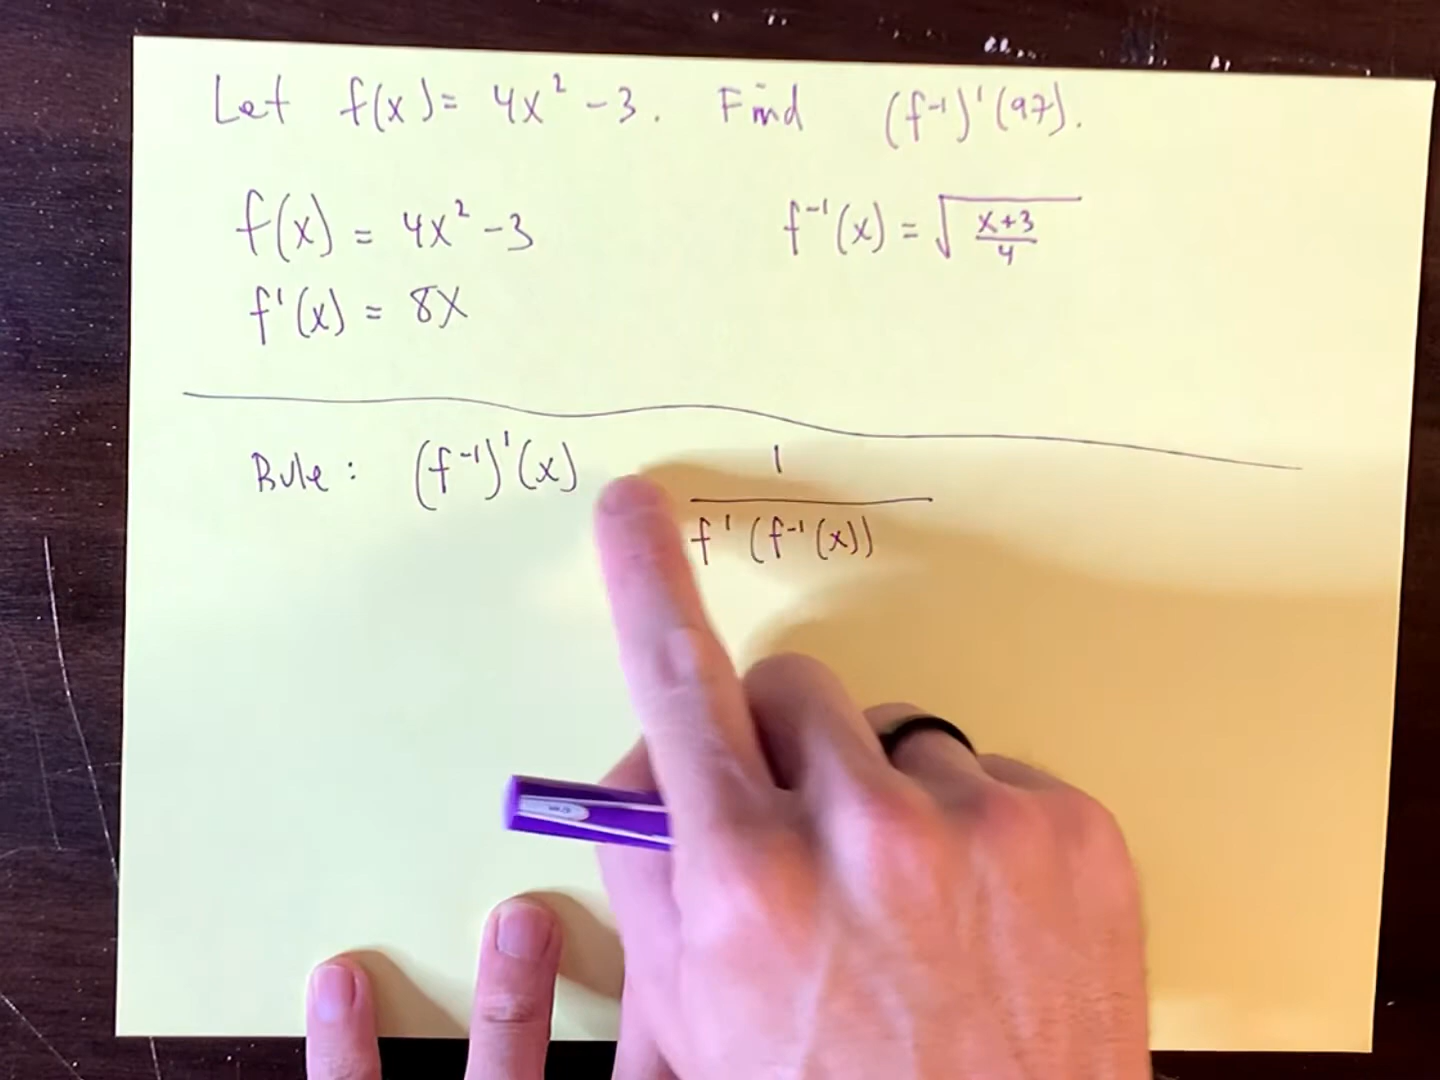 Let f(x) = 4x² - 3. Find (f⁻¹)'(97).
f(x) = 4x² - 3
f⁻¹(x) = √((x+3)/4)
f'(x) = 8x
Rule: (f⁻¹)'(x) 1/(f'(f⁻¹(x)))